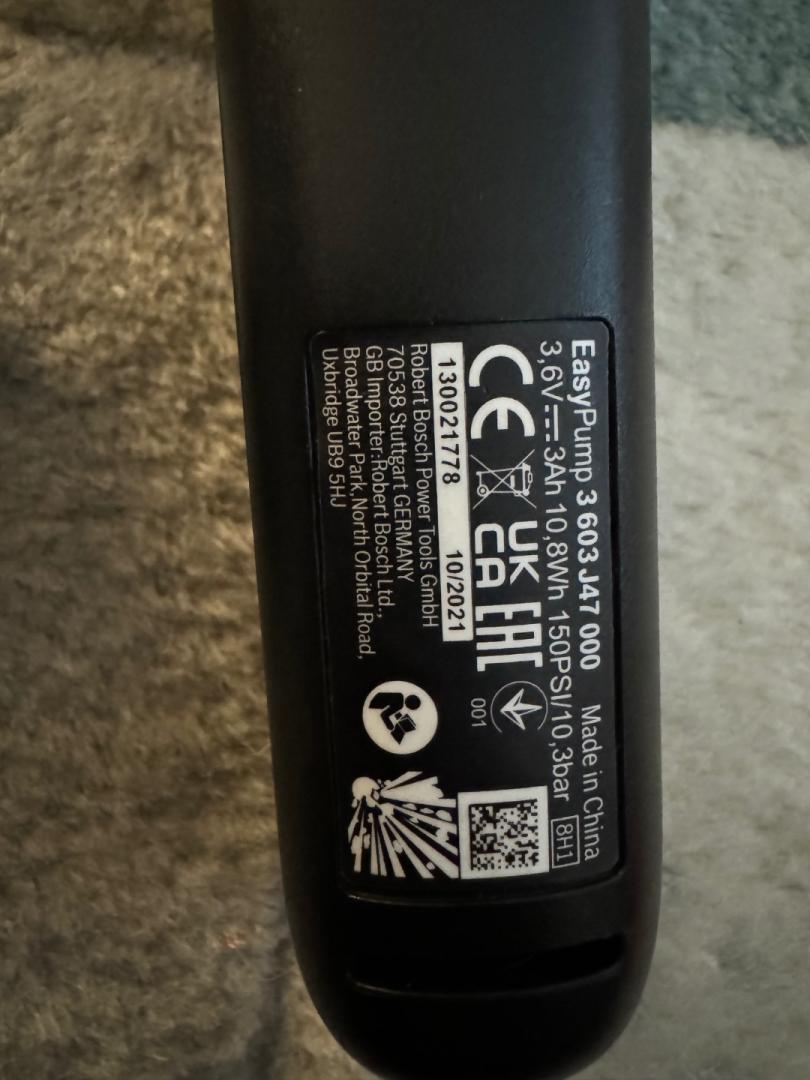 EasyPump 3 603 J47 000 Made in China
3,6V 3Ah 10,8Wh 150PSI/10,3bar 8H1
CE UK CA EAC 001
130021778 10/2021
Robert Bosch Power Tools GmbH
70538 Stuttgart GERMANY
GB Importer:Robert Bosch Ltd.,
Broadwater Park,North Orbital Road,
Uxbridge UB9 5HJ